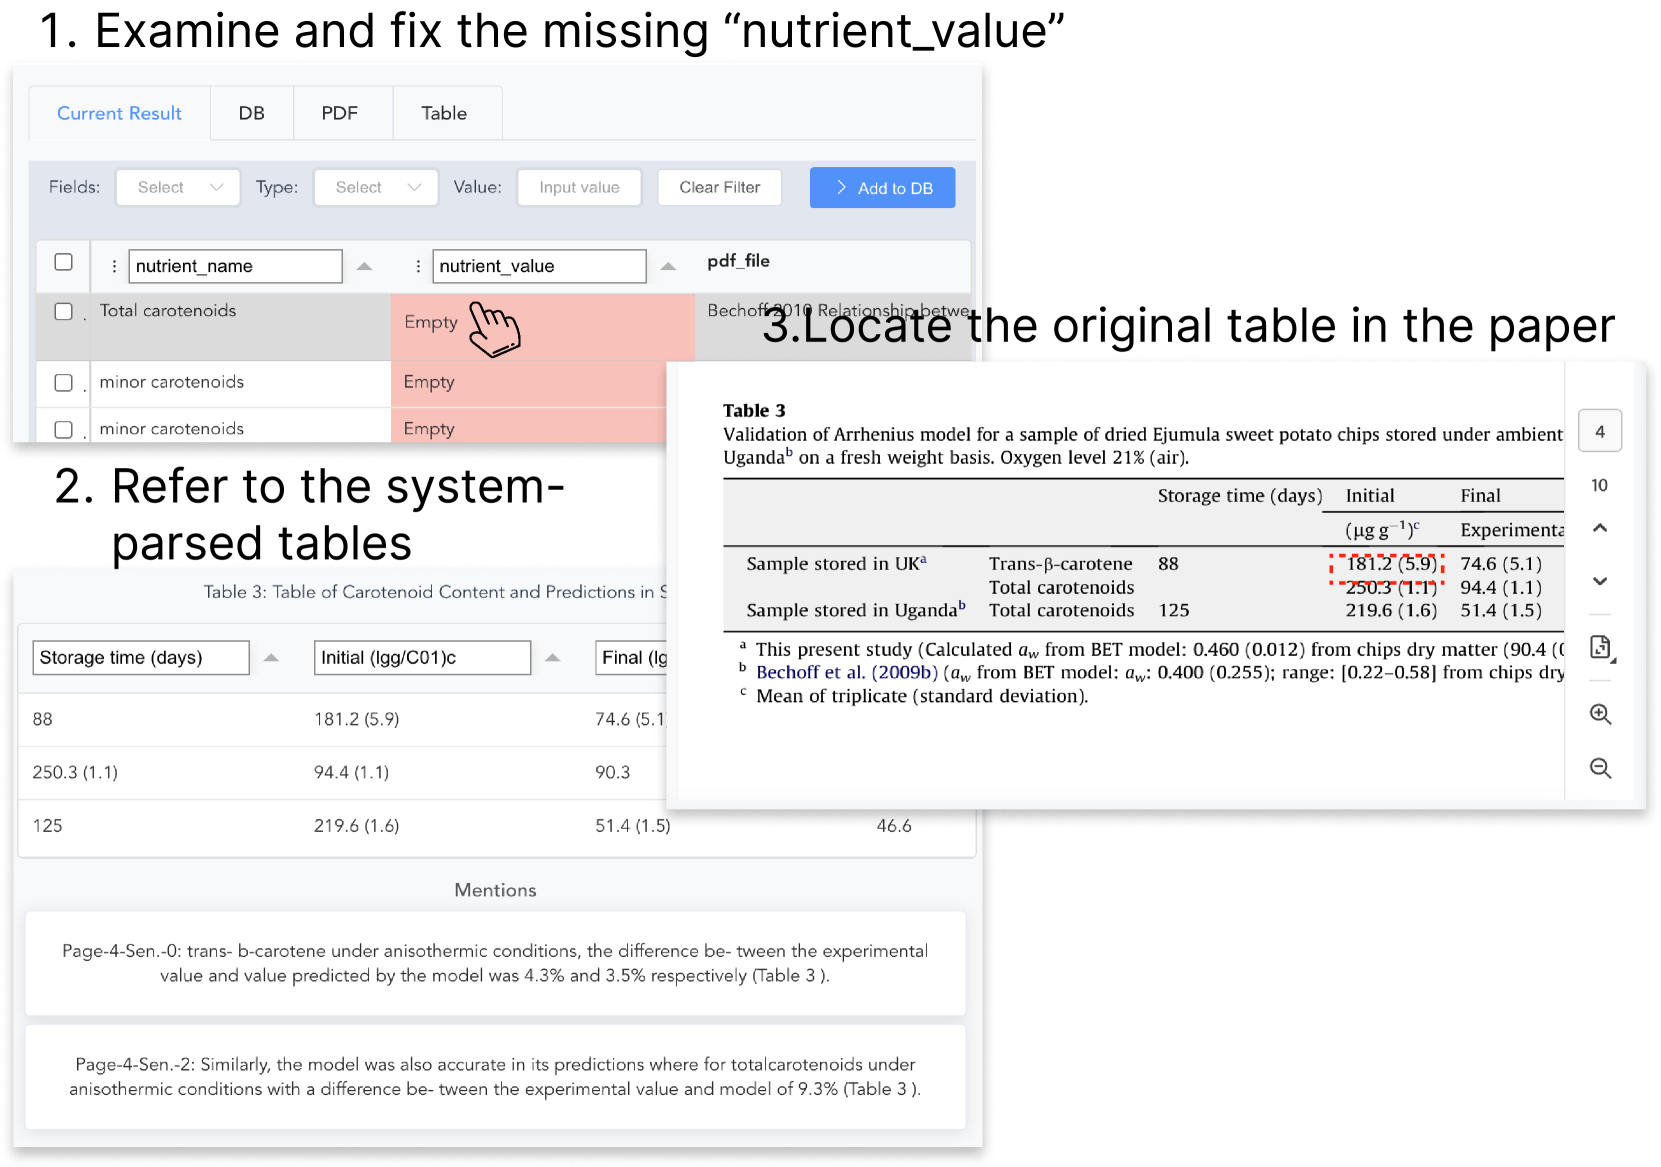 1. Examine and fix the missing “nutrient_value”
Current Result DB PDF Table
Fields: Select Type: Select Value: Input value Clear Filter Add to DB
nutrient_name nutrient_value pdf_file
Total carotenoids Empty Bechoff 2010 Relationship betwe
minor carotenoids Empty
minor carotenoids Empty
2. Refer to the system-
parsed tables
Table 3: Table of Carotenoid Content and Predictions in S
Storage time (days) Initial (lgg/C01)c Final (lg
88 181.2 (5.9) 74.6 (5.1
250.3 (1.1) 94.4 (1.1) 90.3
125 219.6 (1.6) 51.4 (1.5) 46.6
Mentions
Page-4-Sen.-0: trans- b-carotene under anisothermic conditions, the difference be- tween the experimental
value and value predicted by the model was 4.3% and 3.5% respectively (Table 3 ).
Page-4-Sen.-2: Similarly, the model was also accurate in its predictions where for totalcarotenoids under
anisothermic conditions with a difference be- tween the experimental value and model of 9.3% (Table 3 ).
3.Locate the original table in the paper
Table 3
Validation of Arrhenius model for a sample of dried Ejumula sweet potato chips stored under ambient
Uganda^b on a fresh weight basis. Oxygen level 21% (air).
Storage time (days) Initial Final
(μg g⁻¹)^c Experimenta
Sample stored in UK^a Trans-β-carotene 88 181.2 (5.9) 74.6 (5.1)
Total carotenoids 250.3 (1.1) 94.4 (1.1)
Sample stored in Uganda^b Total carotenoids 125 219.6 (1.6) 51.4 (1.5)
^a This present study (Calculated a_w from BET model: 0.460 (0.012) from chips dry matter (90.4 (0
^b Bechoff et al. (2009b) (a_w from BET model: a_w: 0.400 (0.255); range: [0.22–0.58] from chips dry
^c Mean of triplicate (standard deviation).
4
10